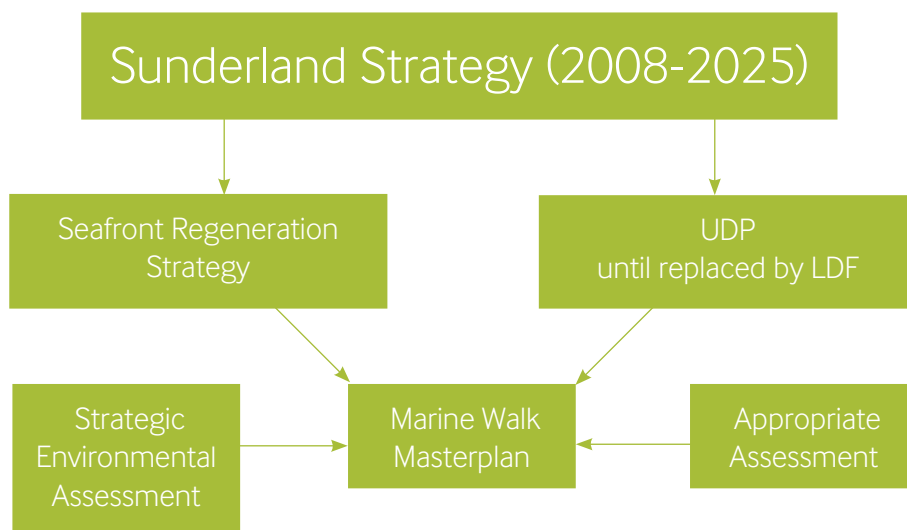 Sunderland Strategy (2008-2025)
Seafront Regeneration
Strategy
UDP
until replaced by LDF
Strategic
Environmental
Assessment
Marine Walk
Masterplan
Appropriate
Assessment